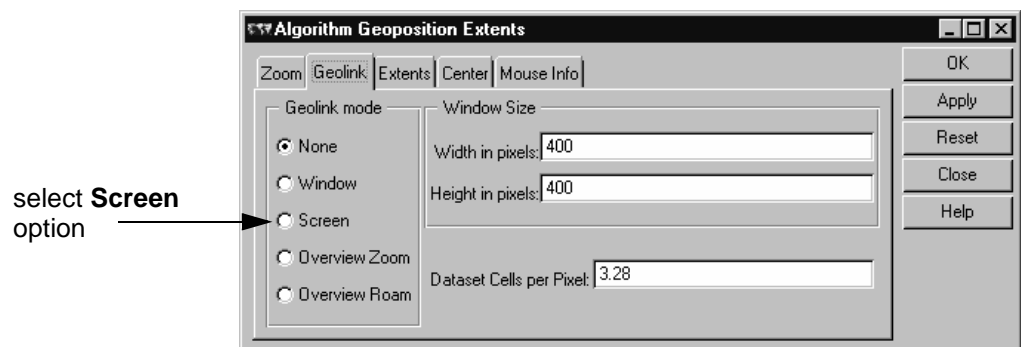 Algorithm Geoposition Extents
Zoom Geolink Extents Center Mouse Info
Geolink mode
None
Window
Screen
Overview Zoom
Overview Roam
Window Size
Width in pixels: 400
Height in pixels: 400
Dataset Cells per Pixel: 3.28
OK
Apply
Reset
Close
Help
select Screen
option